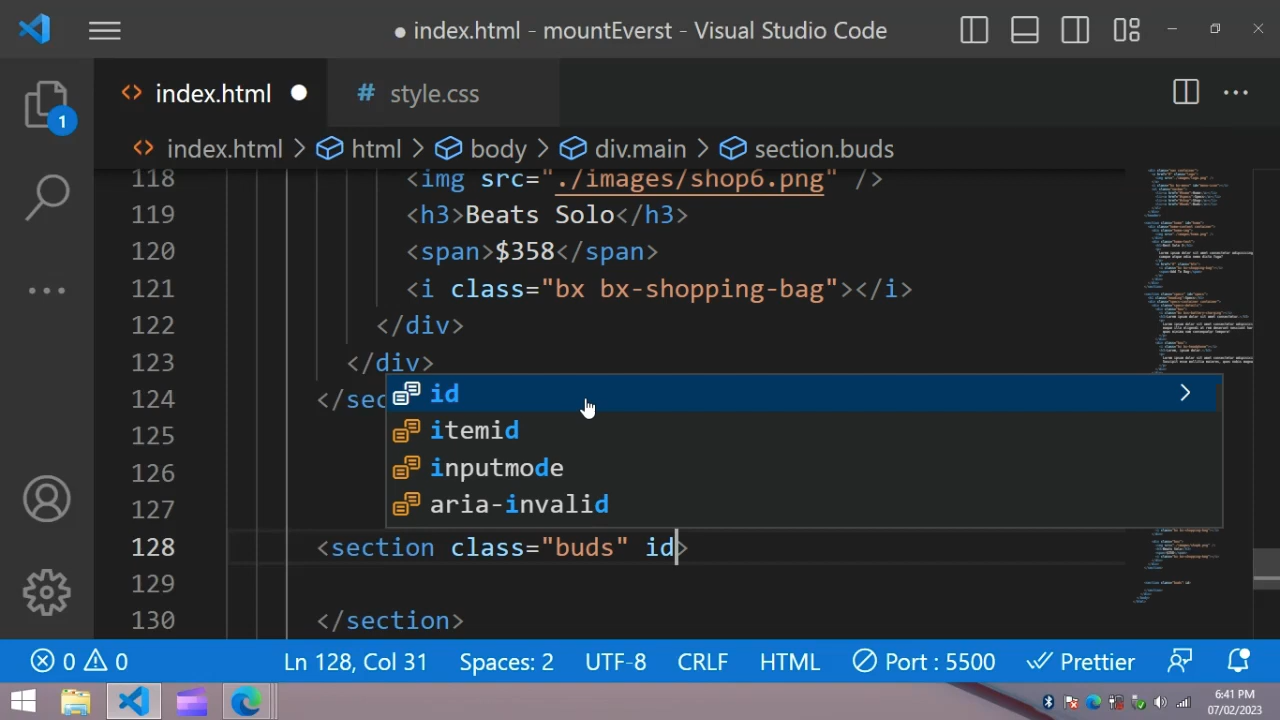 ● index.html - mountEverst - Visual Studio Code
index.html
# style.css
1
index.html > html > body > div.main > section.buds
118 <img src="./images/shop6.png" />
119 <h3>Beats Solo</h3>
120 <span>$358</span>
121 <i class="bx bx-shopping-bag"></i>
122 </div>
123 </div>
124 </sec
125
126
127
128 <section class="buds" id>
129
130 </section>
id
itemid
inputmode
aria-invalid
0 0 Ln 128, Col 31 Spaces: 2 UTF-8 CRLF HTML Port : 5500 Prettier
6:41 PM
07/02/2023